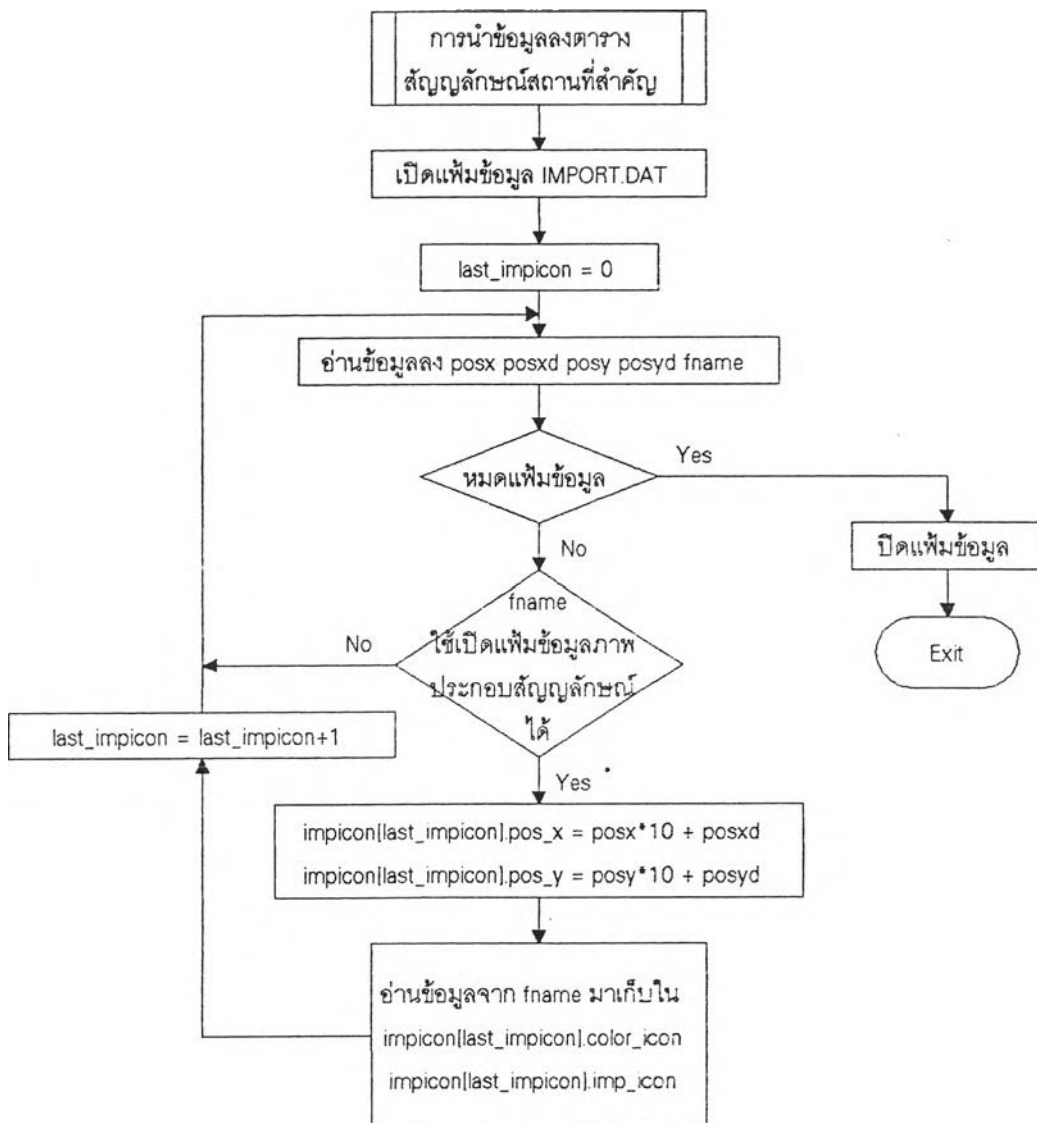 การนำข้อมูลลงตาราง
สัญญลักษณ์สถานที่สำคัญ
เปิดแฟ้มข้อมูล IMPORT.DAT
last_impicon = 0
อ่านข้อมูลลง posx posxd posy posyd fname
หมดแฟ้มข้อมูล
Yes
No
ปิดแฟ้มข้อมูล
Exit
fname
ใช้เปิดแฟ้มข้อมูลภาพ
ประกอบสัญญลักษณ์
ได้
No
last_impicon = last_impicon+1
Yes
impicon[last_impicon].pos_x = posx*10 + posxd
impicon[last_impicon].pos_y = posy*10 + posyd
อ่านข้อมูลจาก fname มาเก็บใน
impicon[last_impicon].color_icon
impicon[last_impicon].imp_icon